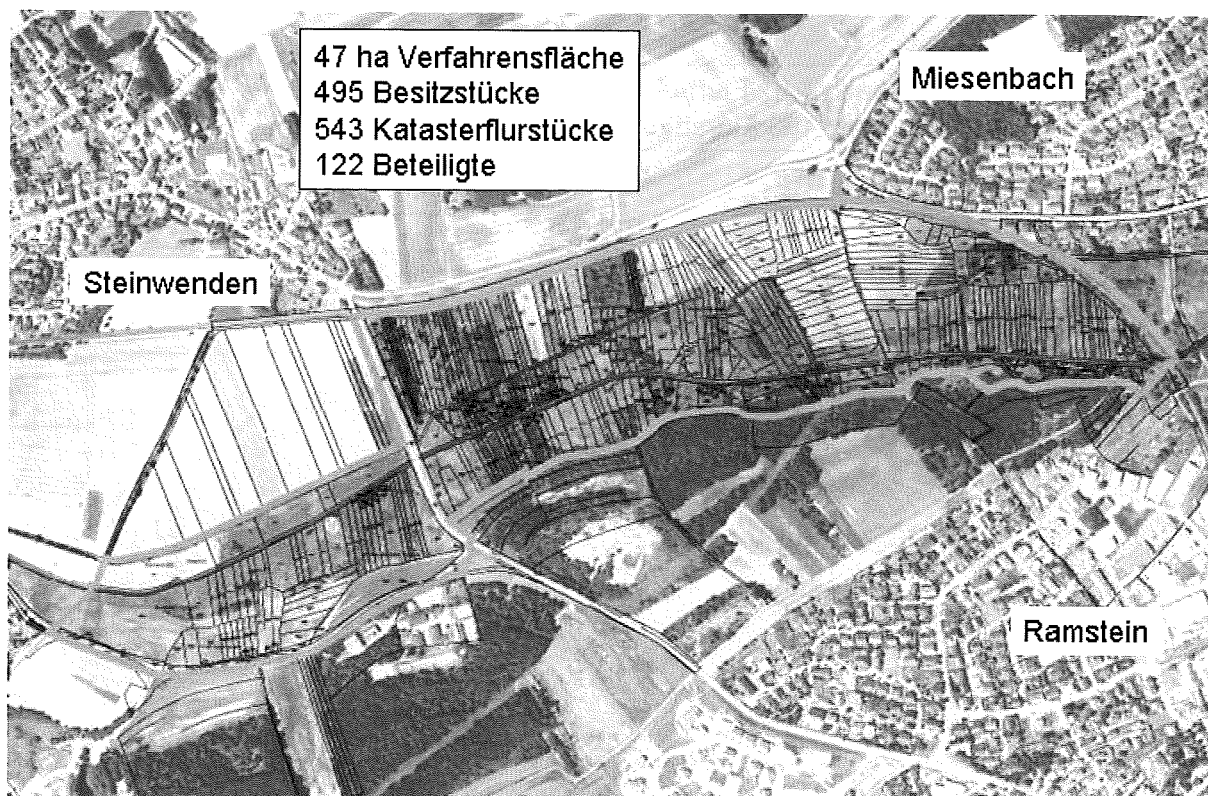 47 ha Verfahrensfläche
495 Besitzstücke
543 Katasterflurstücke
122 Beteiligte
Miesenbach
Steinwenden
Ramstein